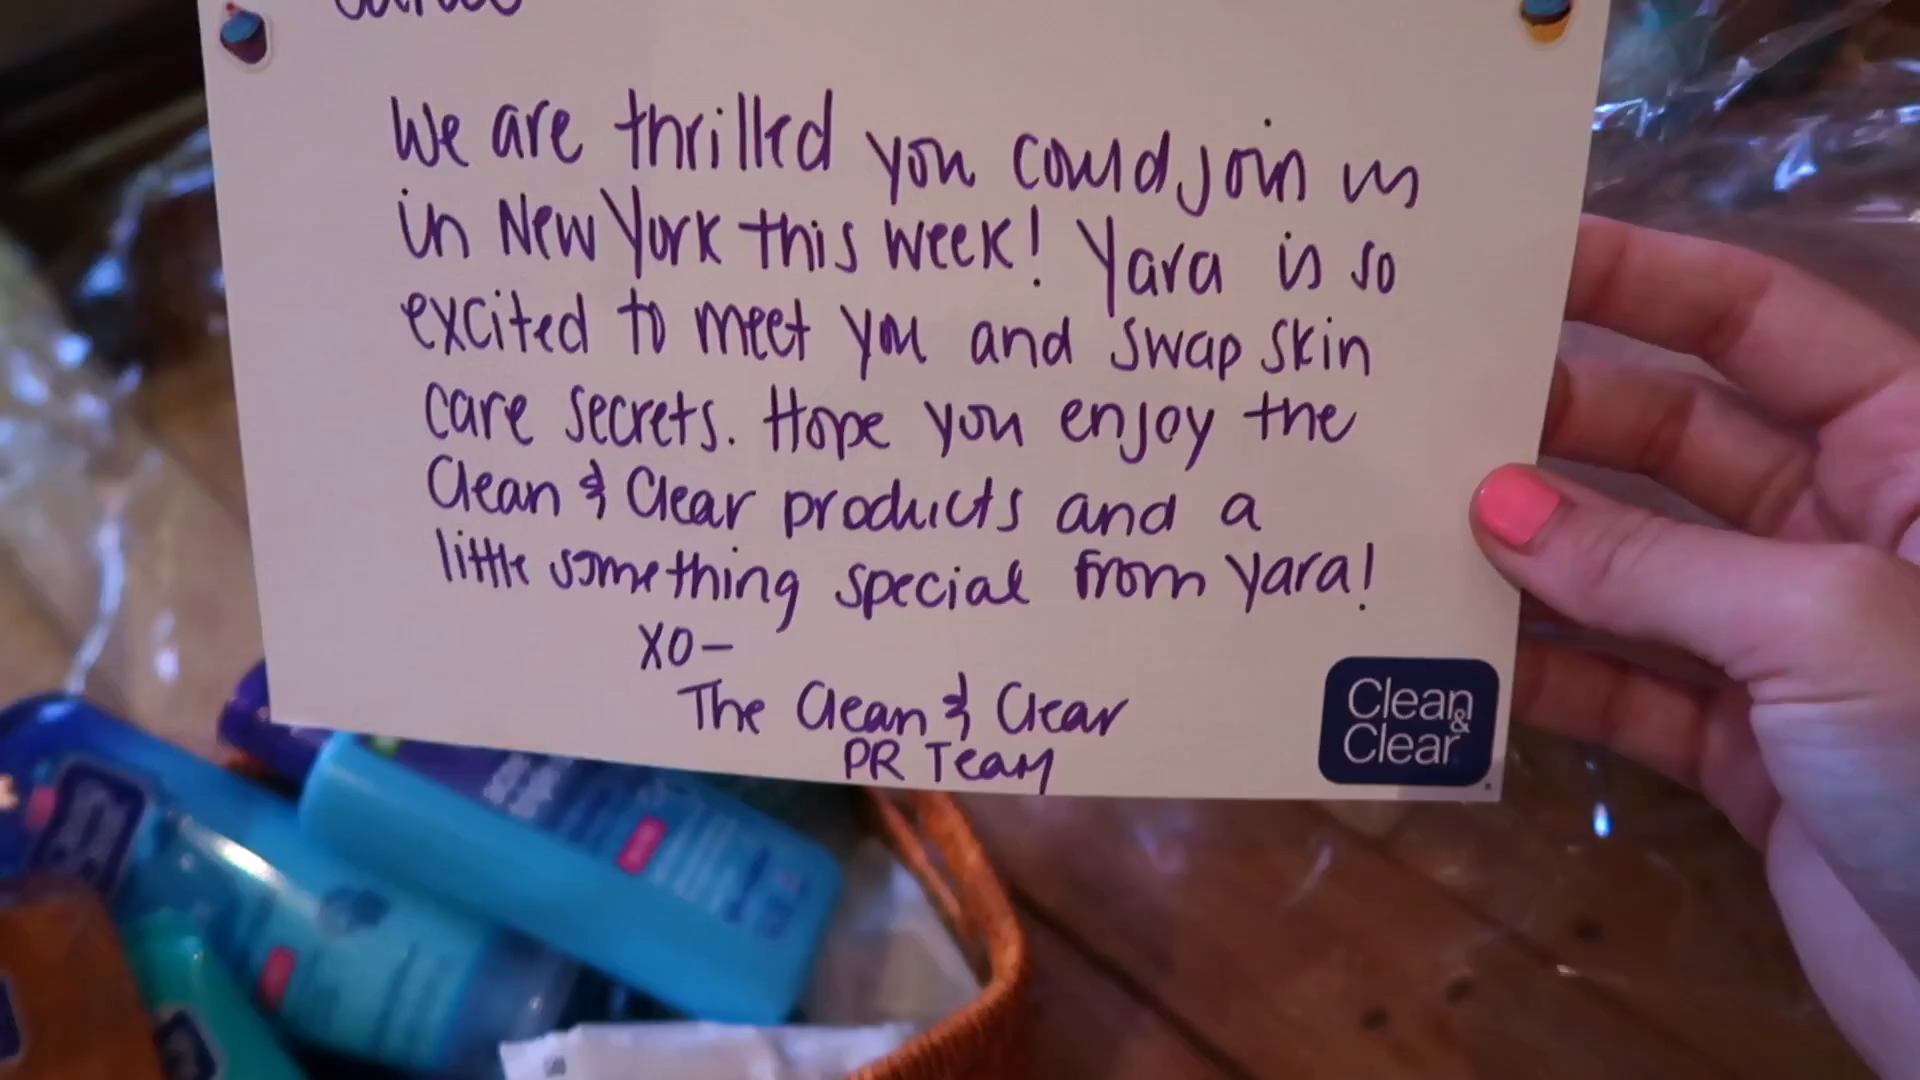 We are thrilled you could join us
in New York this week! Yara is so
excited to meet you and swap skin
care secrets. Hope you enjoy the
Clean & Clear products and a
little something special from Yara!
XO-
The Clean & Clear
PR Team
Clean
&
Clear